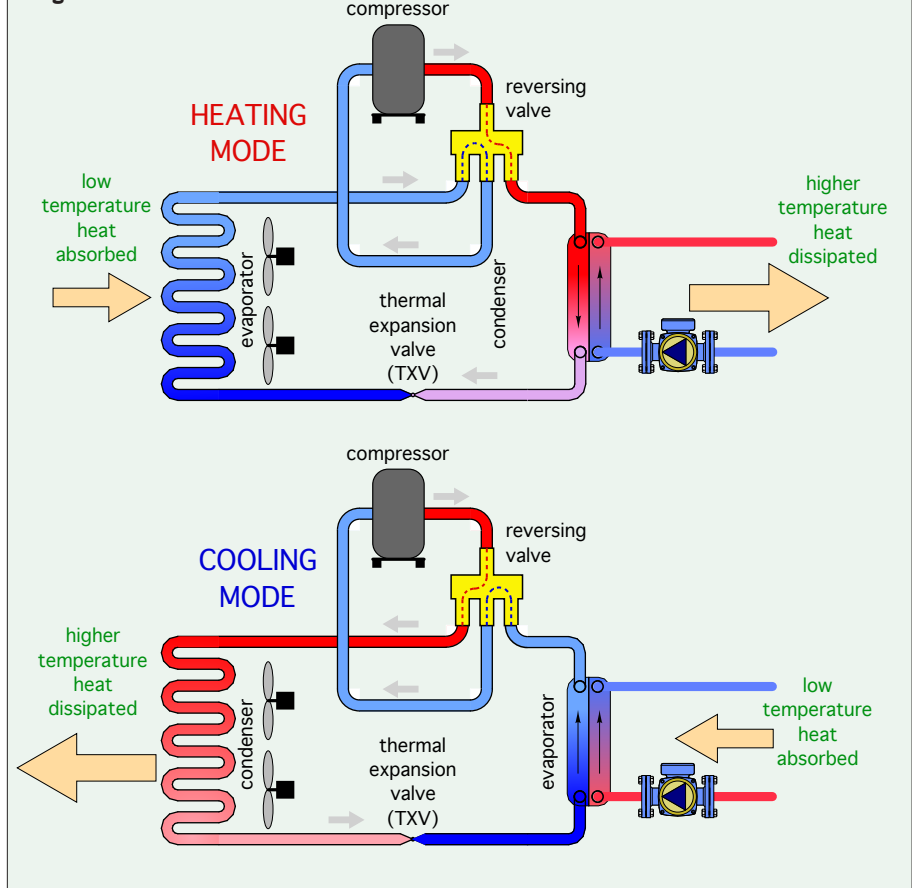 compressor
reversing
valve
HEATING
MODE
low
temperature
heat
absorbed
higher
temperature
heat
dissipated
evaporator
condenser
thermal
expansion
valve
(TXV)
compressor
reversing
valve
COOLING
MODE
higher
temperature
heat
dissipated
low
temperature
heat
absorbed
condenser
evaporator
thermal
expansion
valve
(TXV)